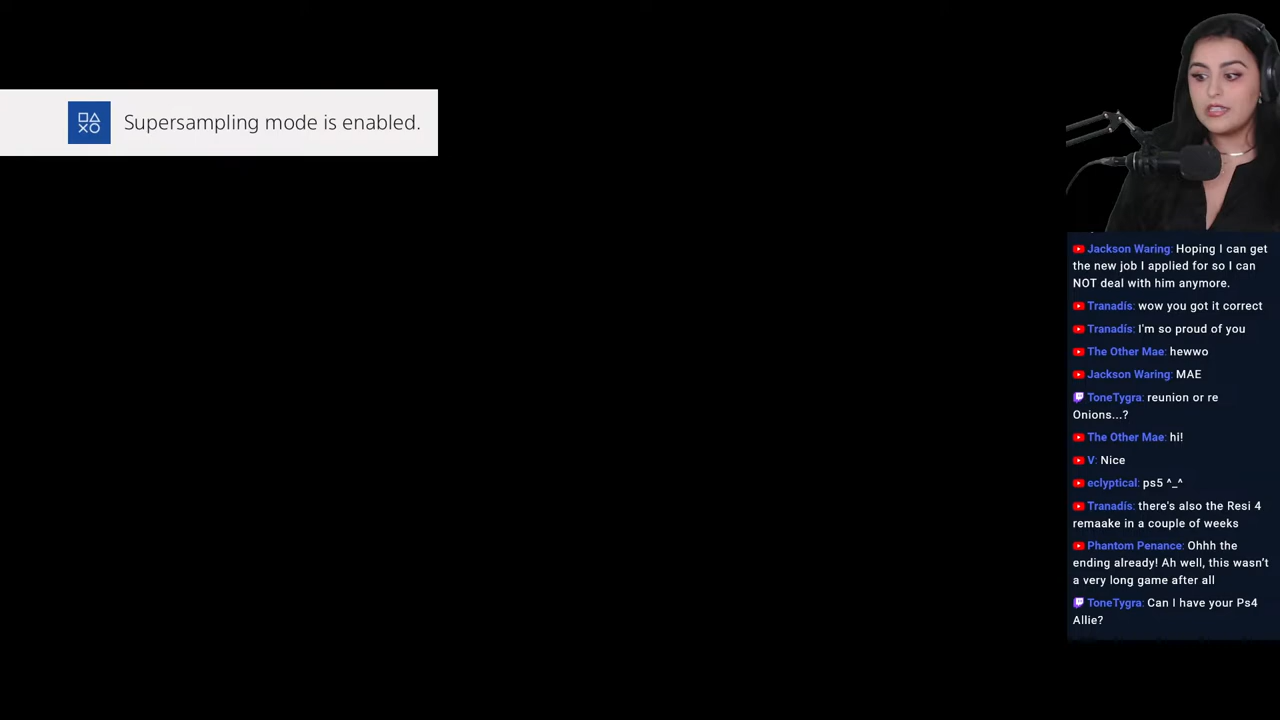 Supersampling mode is enabled.
Jackson Waring: Hoping I can get
the new job I applied for so I can
NOT deal with him anymore.
Tranadís: wow you got it correct
Tranadís: I'm so proud of you
The Other Mae: hewwo
Jackson Waring: MAE
ToneTygra: reunion or re
Onions...?
The Other Mae: hi!
V: Nice
eclyptical: ps5 ^_^
Tranadís: there's also the Resi 4
remaake in a couple of weeks
Phantom Penance: Ohhh the
ending already! Ah well, this wasn't
a very long game after all
ToneTygra: Can I have your Ps4
Allie?